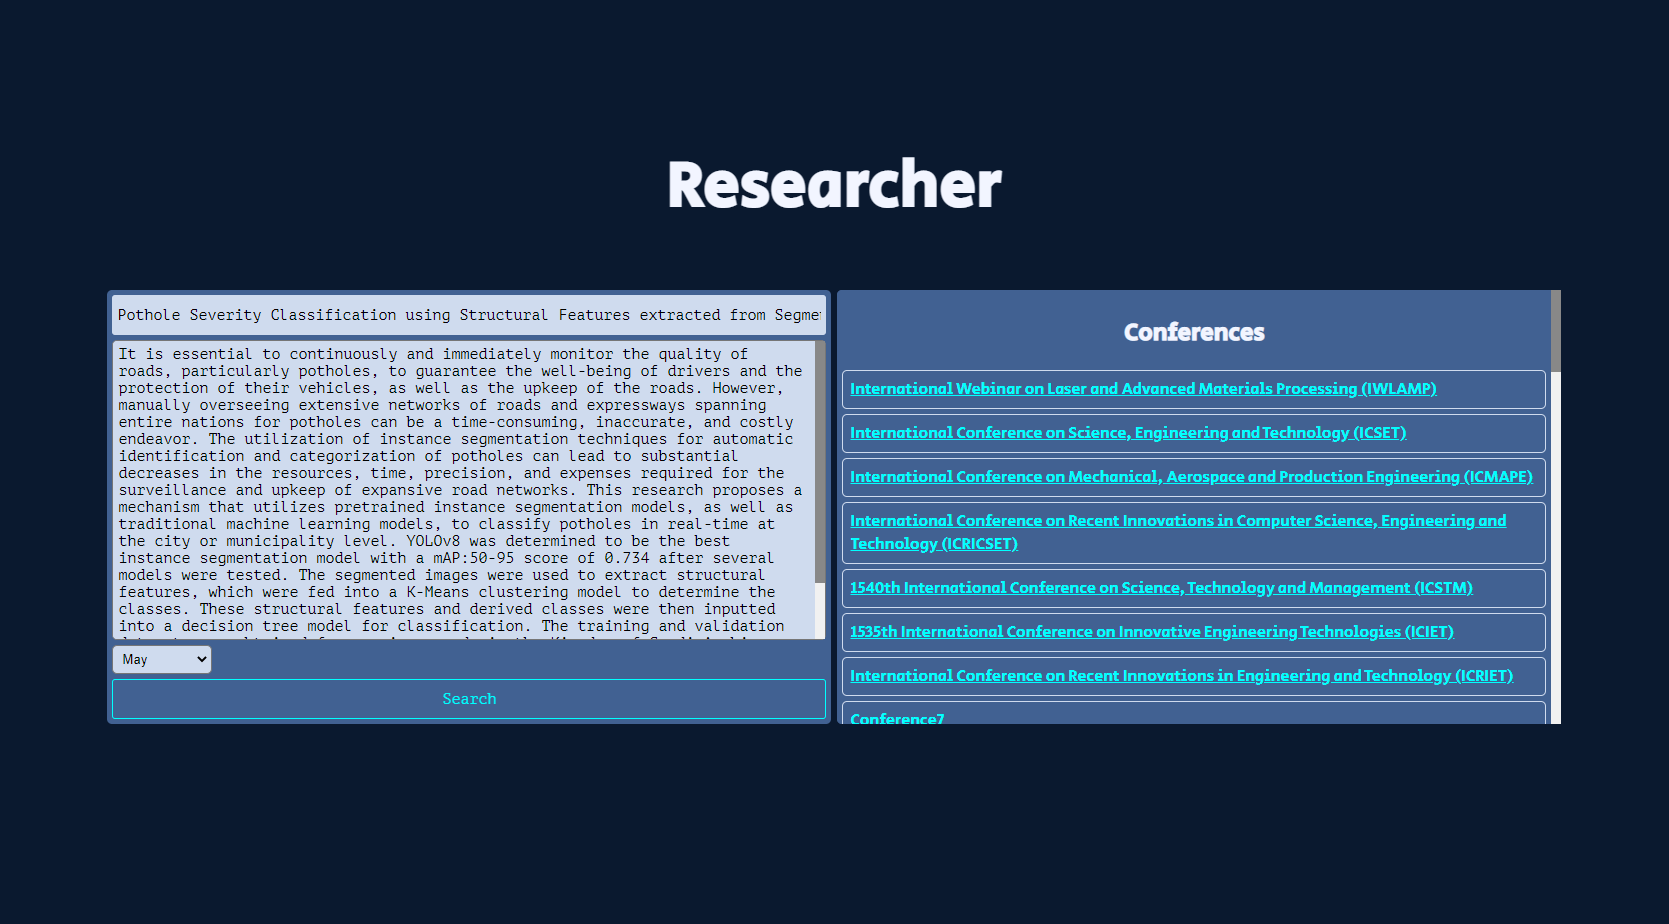 Researcher
Pothole Severity Classification using Structural Features extracted from Segme
It is essential to continuously and immediately monitor the quality of
roads, particularly potholes, to guarantee the well-being of drivers and the
protection of their vehicles, as well as the upkeep of the roads. However,
manually overseeing extensive networks of roads and expressways spanning
entire nations for potholes can be a time-consuming, inaccurate, and costly
endeavor. The utilization of instance segmentation techniques for automatic
identification and categorization of potholes can lead to substantial
decreases in the resources, time, precision, and expenses required for the
surveillance and upkeep of expansive road networks. This research proposes a
mechanism that utilizes pretrained instance segmentation models, as well as
traditional machine learning models, to classify potholes in real-time at
the city or municipality level. YOLOv8 was determined to be the best
instance segmentation model with a mAP:50-95 score of 0.734 after several
models were tested. The segmented images were used to extract structural
features, which were fed into a K-Means clustering model to determine the
classes. These structural features and derived classes were then inputted
into a decision tree model for classification. The training and validation
May
Search
Conferences
International Webinar on Laser and Advanced Materials Processing (IWLAMP)
International Conference on Science, Engineering and Technology (ICSET)
International Conference on Mechanical, Aerospace and Production Engineering (ICMAPE)
International Conference on Recent Innovations in Computer Science, Engineering and
Technology (ICRICSET)
1540th International Conference on Science, Technology and Management (ICSTM)
1535th International Conference on Innovative Engineering Technologies (ICIET)
International Conference on Recent Innovations in Engineering and Technology (ICRIET)
Conference7